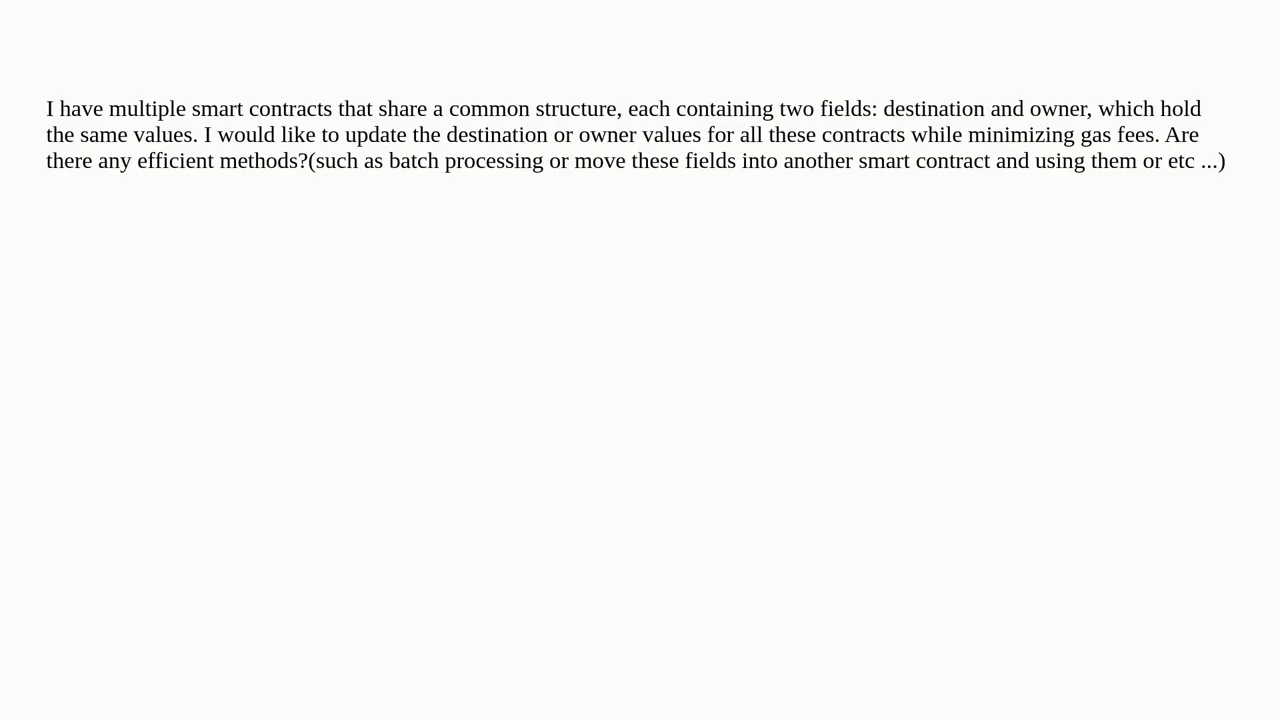 I have multiple smart contracts that share a common structure, each containing two fields: destination and owner, which hold
the same values. I would like to update the destination or owner values for all these contracts while minimizing gas fees. Are
there any efficient methods?(such as batch processing or move these fields into another smart contract and using them or etc ...)